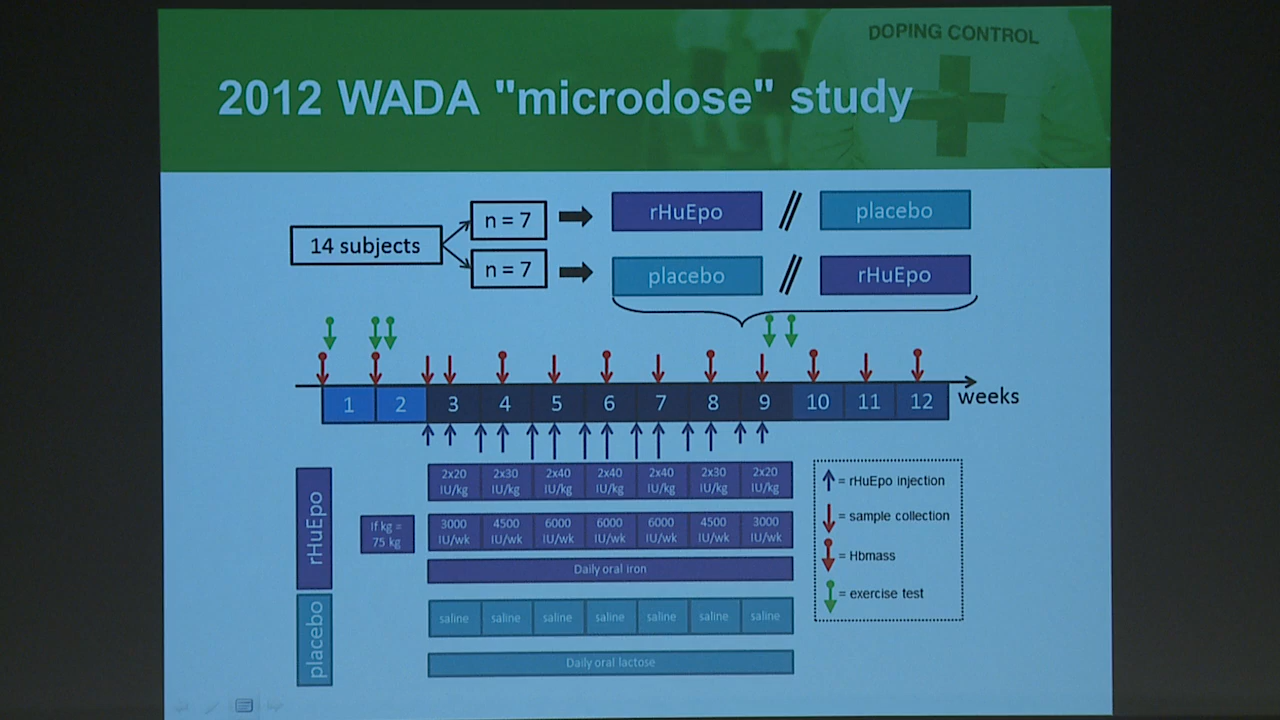 DOPING CONTROL
2012 WADA "microdose" study
14 subjects
n = 7
n = 7
rHuEpo
placebo
placebo
rHuEpo
1 2 3 4 5 6 7 8 9 10 11 12
weeks
rHuEpo
2x20 IU/kg
2x30 IU/kg
2x40 IU/kg
2x40 IU/kg
2x40 IU/kg
2x30 IU/kg
2x20 IU/kg
If kg =
75 kg
3000 IU/wk
4500 IU/wk
6000 IU/wk
6000 IU/wk
6000 IU/wk
4500 IU/wk
3000 IU/wk
Daily oral iron
placebo
saline saline saline saline saline saline saline
Daily oral lactose
= rHuEpo injection
= sample collection
= Hbmass
= exercise test